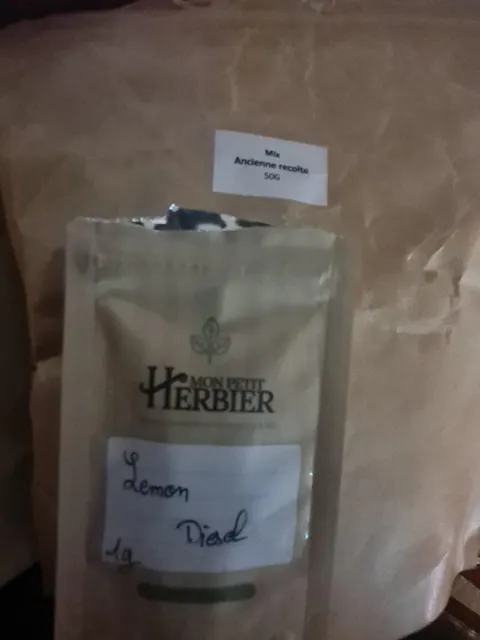 Mix
Ancienne recolte
50G
MON PETIT
HERBIER
Lemon
Diesel
1g